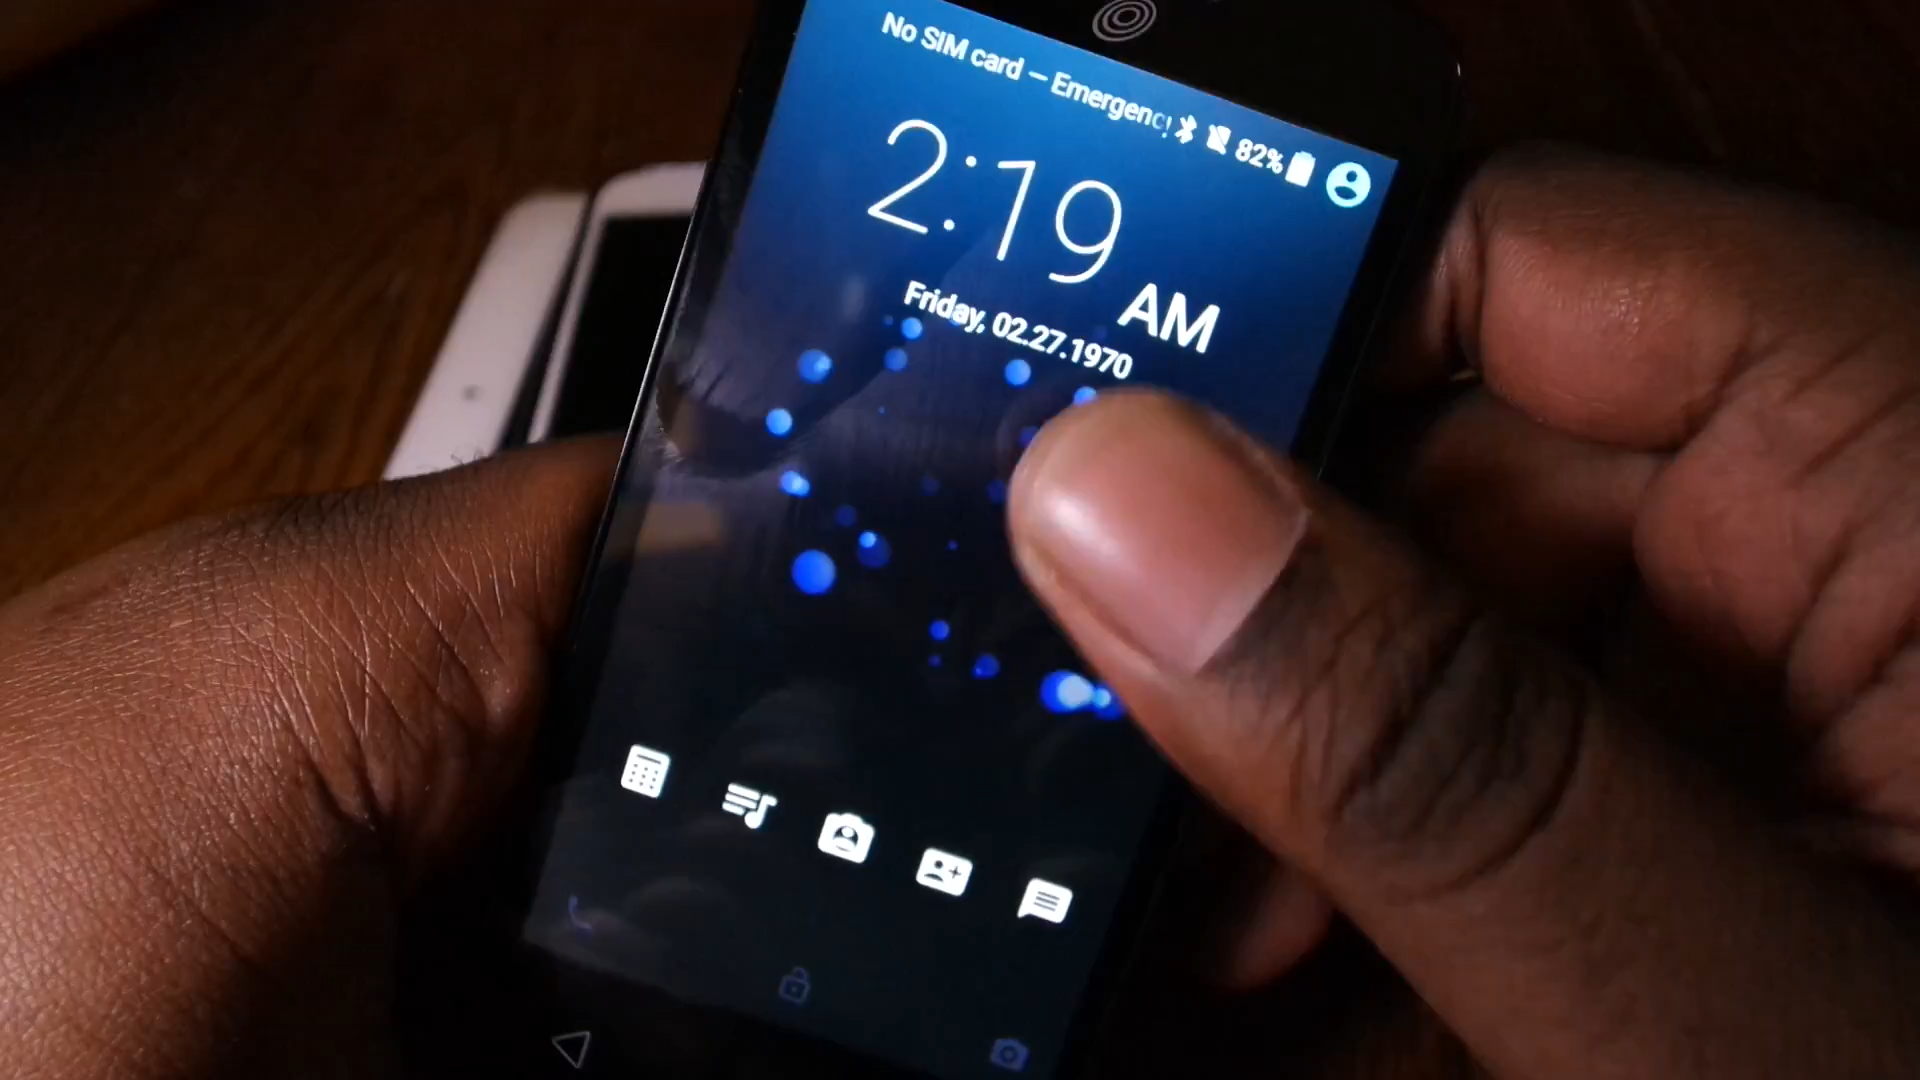 No SIM card – Emergenc
82%
2:19 AM
Friday, 02.27.1970